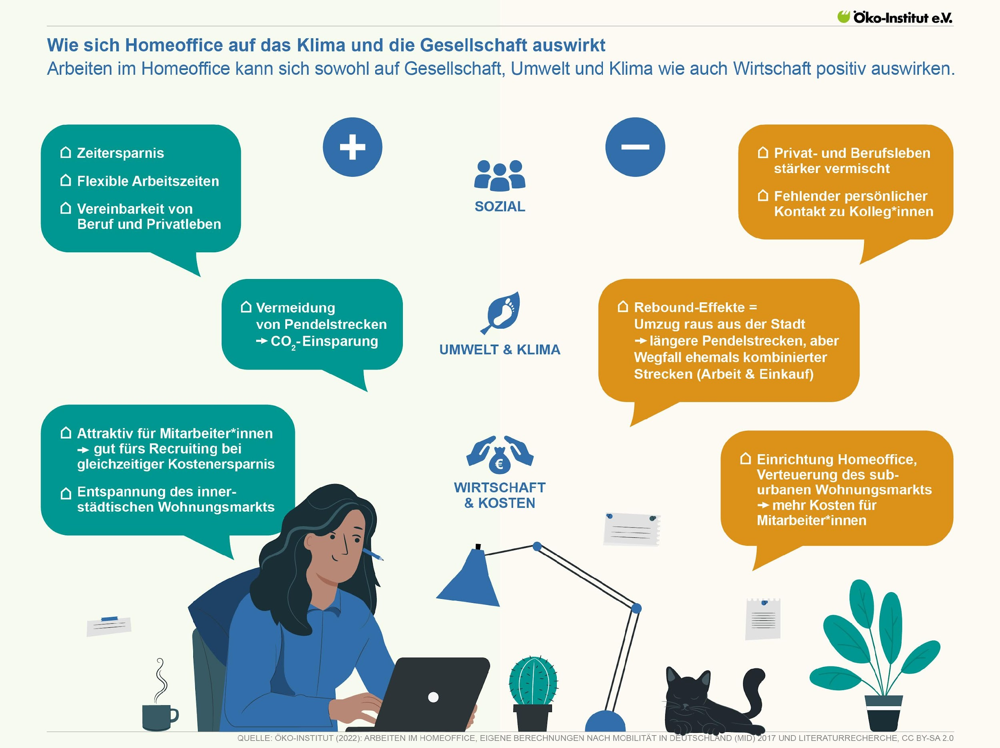 Öko-Institut e.V.
Wie sich Homeoffice auf das Klima und die Gesellschaft auswirkt
Arbeiten im Homeoffice kann sich sowohl auf Gesellschaft, Umwelt und Klima wie auch Wirtschaft positiv auswirken.
Zeitersparnis
Flexible Arbeitszeiten
Vereinbarkeit von
Beruf und Privatleben
+
SOZIAL
−
Privat- und Berufsleben
stärker vermischt
Fehlender persönlicher
Kontakt zu Kolleg*innen
Vermeidung
von Pendelstrecken
→ CO₂-Einsparung
UMWELT & KLIMA
Rebound-Effekte =
Umzug raus aus der Stadt
→ längere Pendelstrecken, aber
Wegfall ehemals kombinierter
Strecken (Arbeit & Einkauf)
Attraktiv für Mitarbeiter*innen
→ gut fürs Recruiting bei
gleichzeitiger Kostenersparnis
Entspannung des inner-
städtischen Wohnungsmarkts
€
WIRTSCHAFT
& KOSTEN
Einrichtung Homeoffice,
Verteuerung des sub-
urbanen Wohnungsmarkts
→ mehr Kosten für
Mitarbeiter*innen
QUELLE: ÖKO-INSTITUT (2022): ARBEITEN IM HOMEOFFICE, EIGENE BERECHNUNGEN NACH MOBILITÄT IN DEUTSCHLAND (MID) 2017 UND LITERATURRECHERCHE, CC BY-SA 2.0